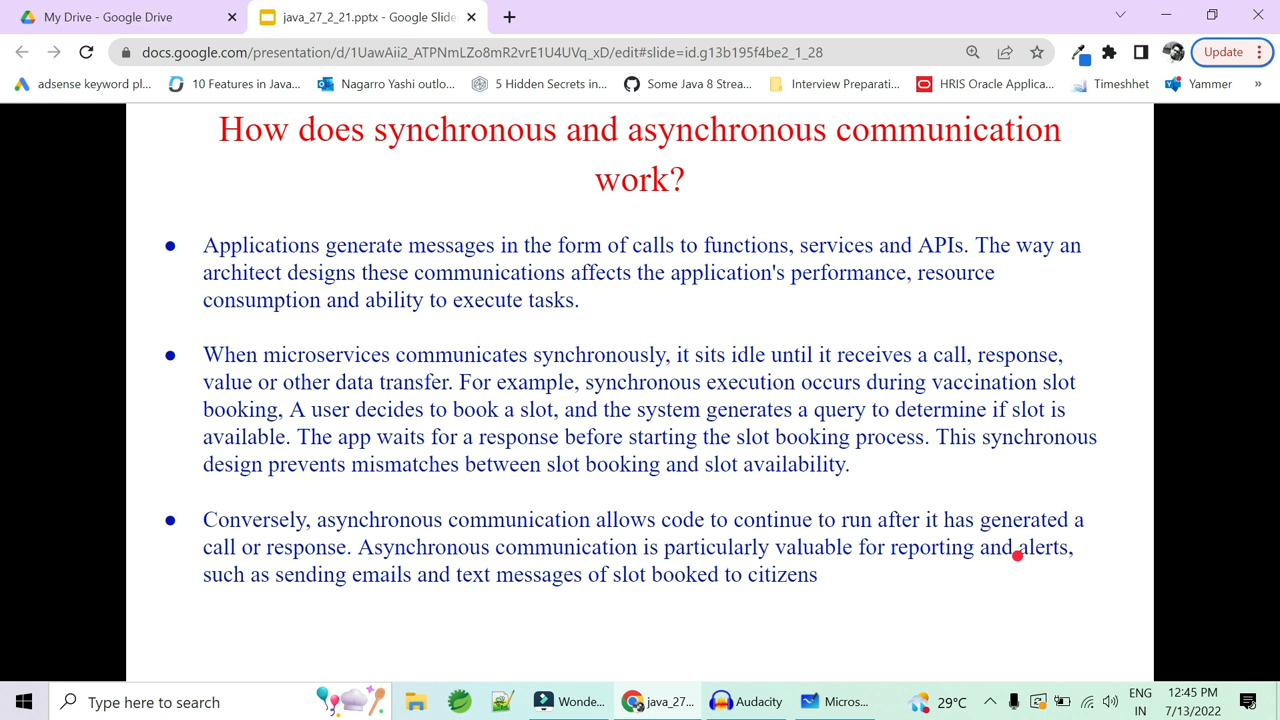 My Drive - Google Drive
java_27_2_21.pptx - Google Slide
docs.google.com/presentation/d/1UawAii2_ATPNmLZo8mR2vrE1U4UVq_xD/edit#slide=id.g13b195f4be2_1_28
Update
adsense keyword pl...
10 Features in Java...
Nagarro Yashi outlo...
5 Hidden Secrets in...
Some Java 8 Strea...
Interview Preparati...
HRIS Oracle Applica...
Timeshhet
Yammer
»
How does synchronous and asynchronous communication
work?
● Applications generate messages in the form of calls to functions, services and APIs. The way an
architect designs these communications affects the application's performance, resource
consumption and ability to execute tasks.
● When microservices communicates synchronously, it sits idle until it receives a call, response,
value or other data transfer. For example, synchronous execution occurs during vaccination slot
booking, A user decides to book a slot, and the system generates a query to determine if slot is
available. The app waits for a response before starting the slot booking process. This synchronous
design prevents mismatches between slot booking and slot availability.
● Conversely, asynchronous communication allows code to continue to run after it has generated a
call or response. Asynchronous communication is particularly valuable for reporting and alerts,
such as sending emails and text messages of slot booked to citizens
Type here to search
Wonde...
java_27...
Audacity
Micros...
29°C
ENG
IN
12:45 PM
7/13/2022